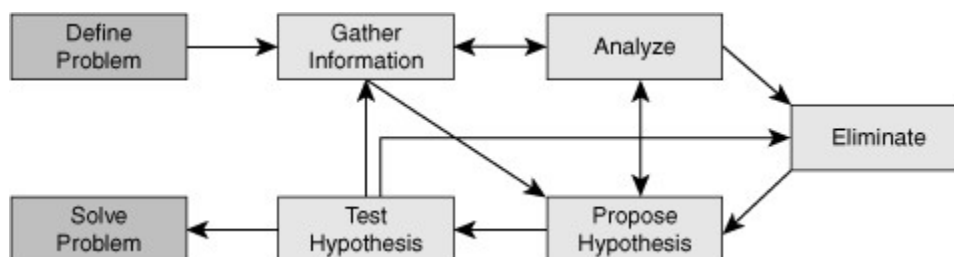 Define
Problem
Gather
Information
Analyze
Eliminate
Solve
Problem
Test
Hypothesis
Propose
Hypothesis